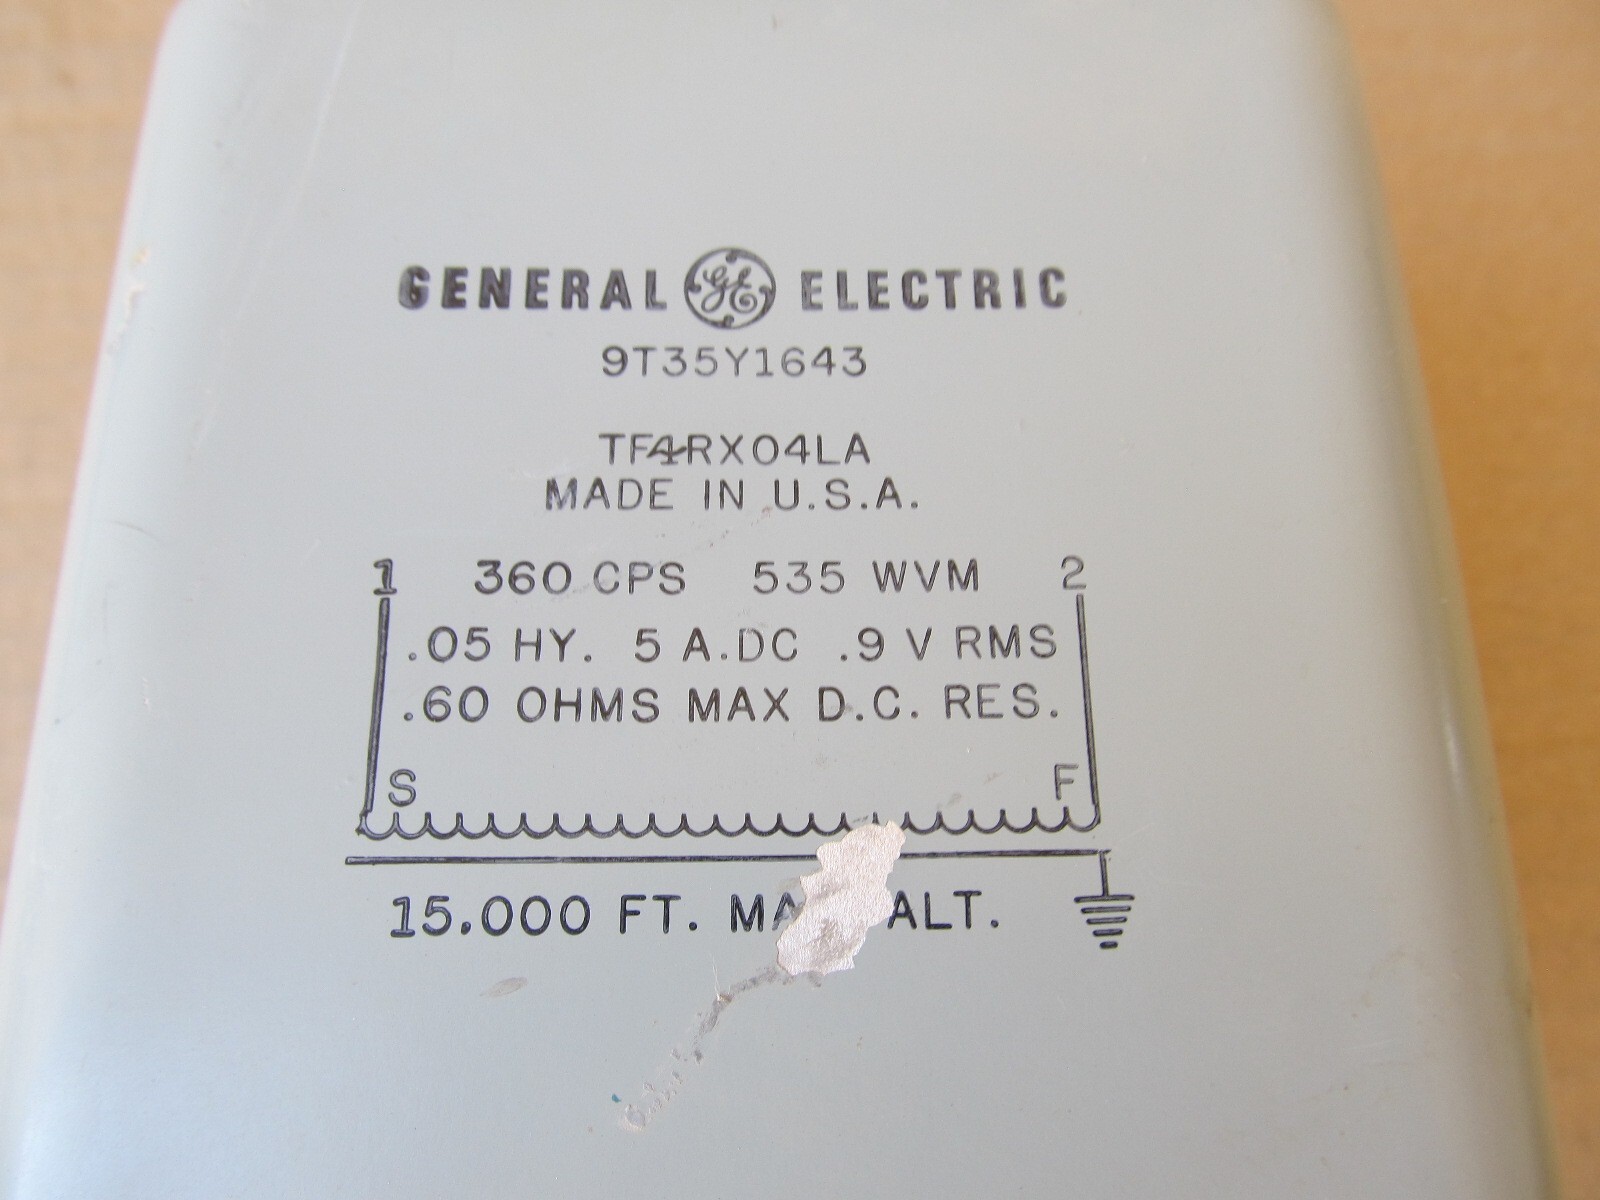 GENERAL GE ELECTRIC
9T35Y1643
TF4RX04LA
MADE IN U.S.A.
1 360 CPS 535 WVM 2
.05 HY. 5 A.DC .9 V RMS
.60 OHMS MAX D.C. RES.
S F
15.000 FT. ALT.